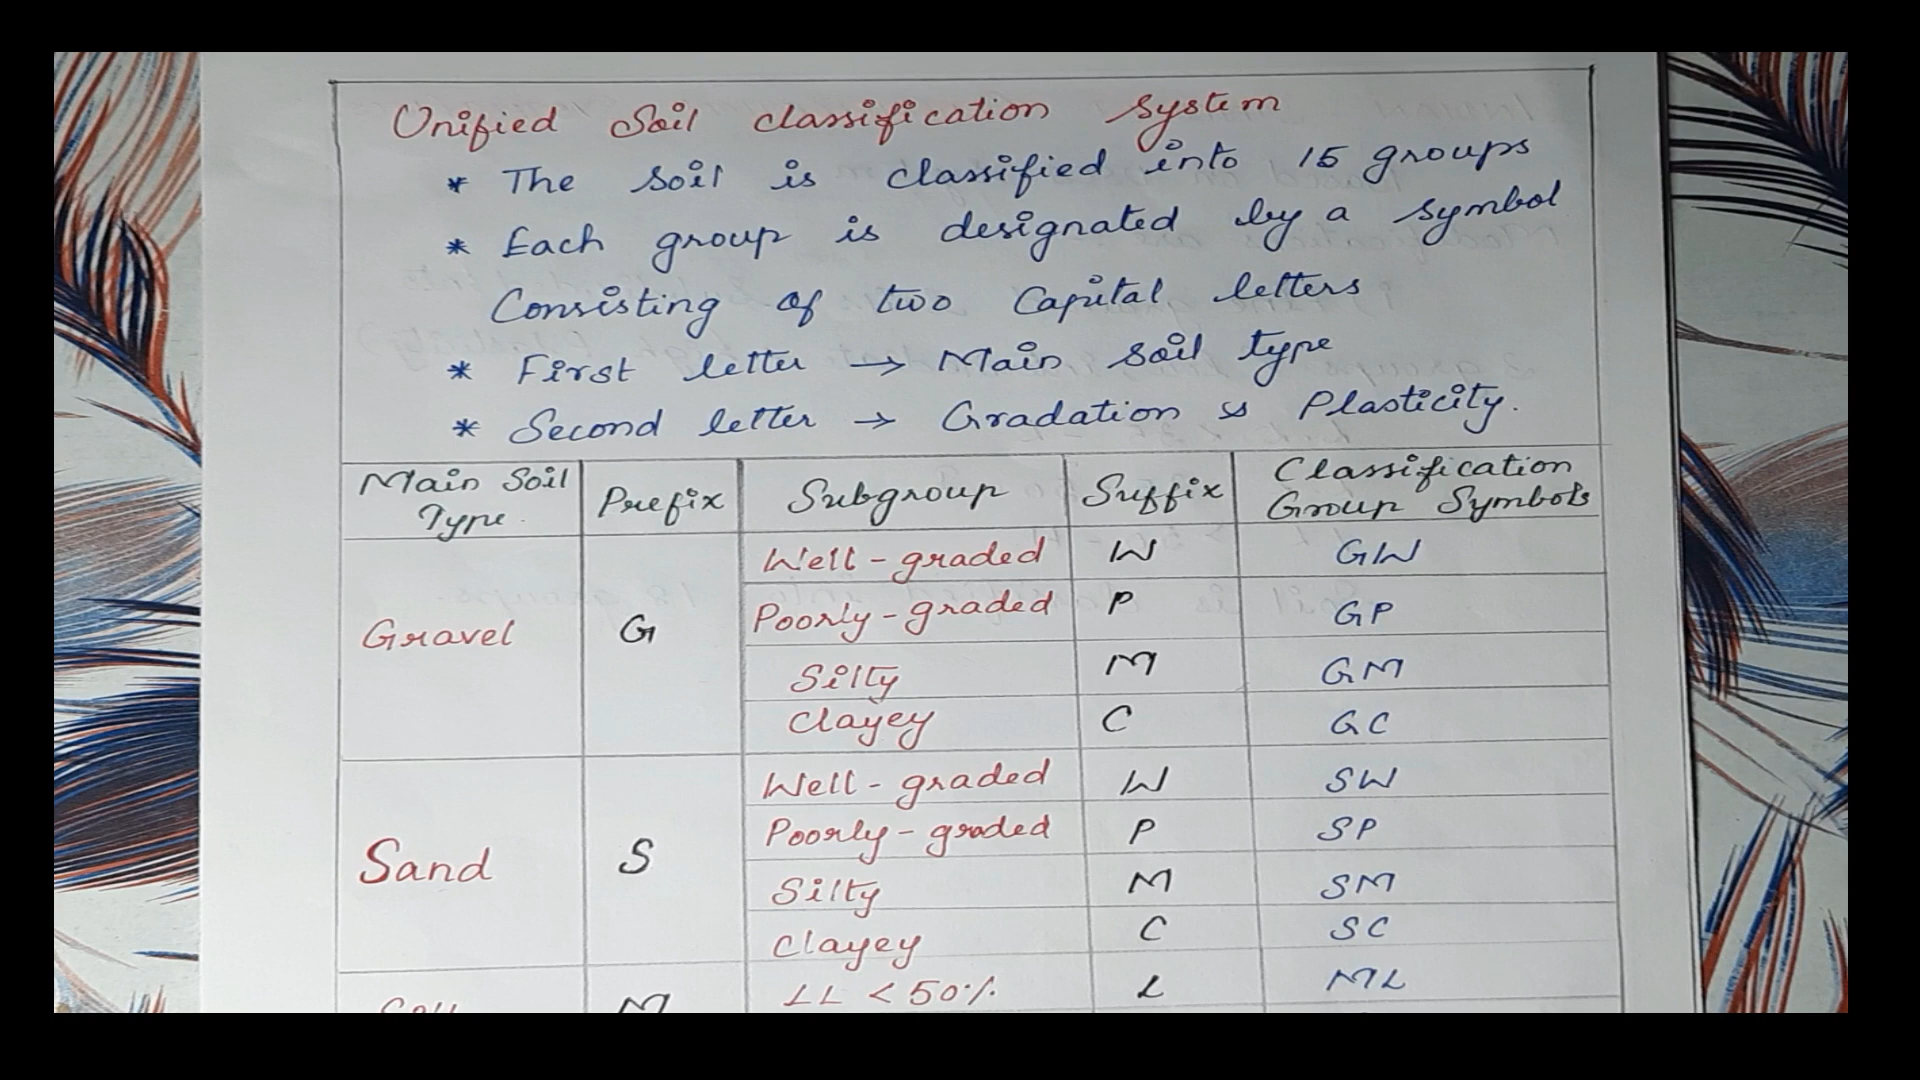 Unified Soil classification System
* The Soil is classified into 15 groups
* Each group is designated by a symbol
Consisting of two Capital letters
* First letter → Main Soil type
* Second letter → Gradation & Plasticity.
Main Soil Type Prefix Subgroup Suffix Classification Group Symbols
Gravel G Well-graded W GW
Poorly-graded P GP
Silty M GM
Clayey C GC
Sand S Well-graded W SW
Poorly-graded P SP
Silty M SM
Clayey C SC
M LL < 50% L ML